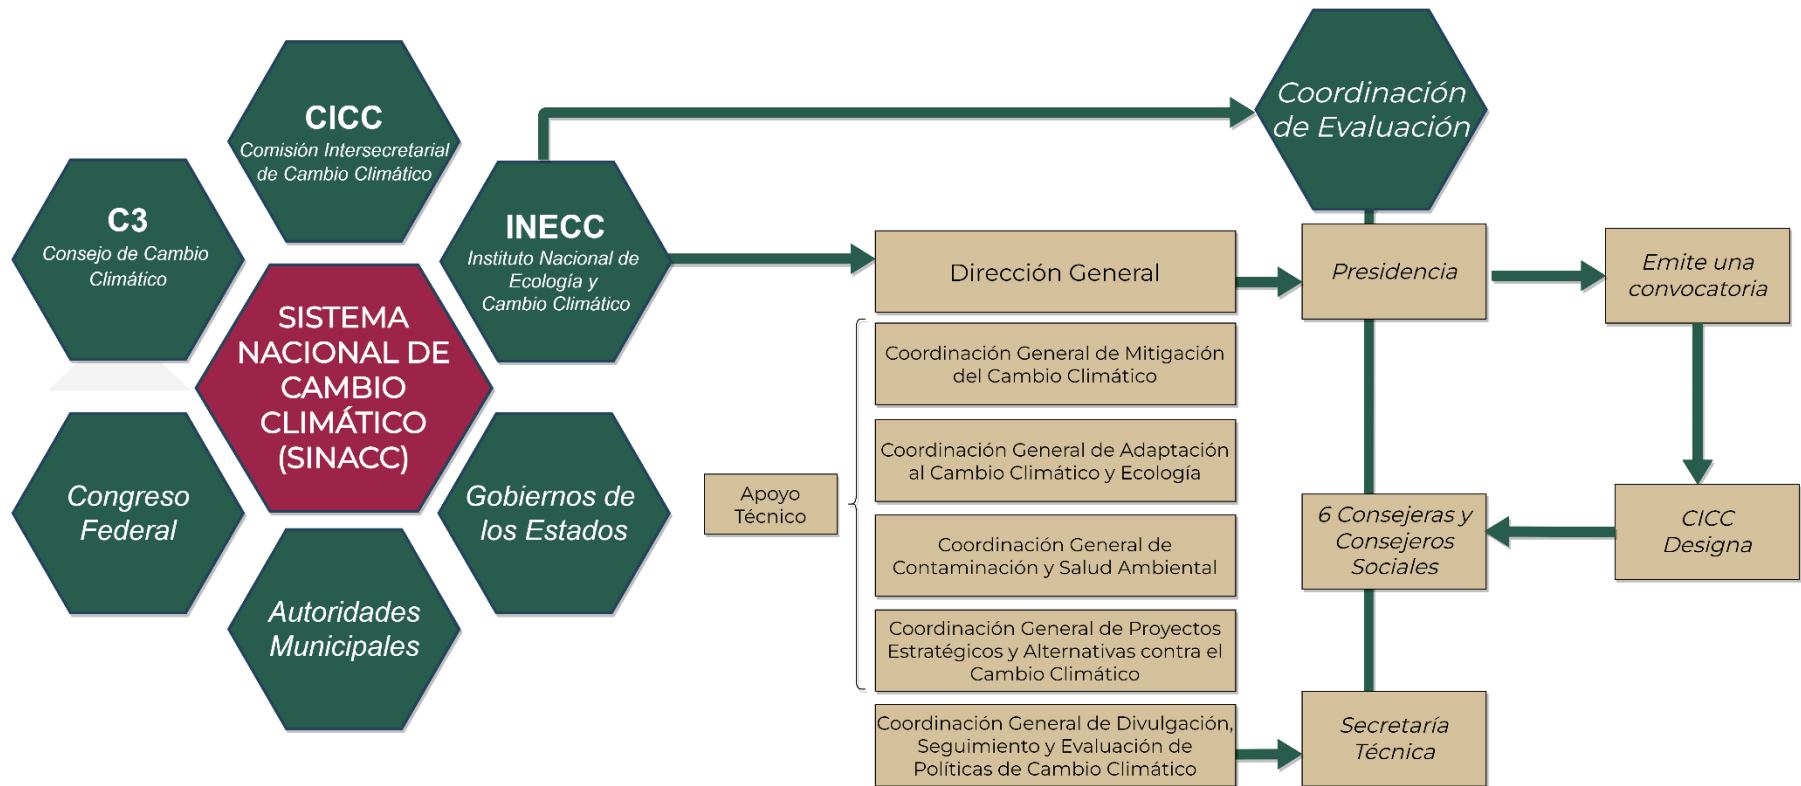 CICC
Comisión Intersecretarial
de Cambio Climático
C3
Consejo de Cambio
Climático
INECC
Instituto Nacional de
Ecología y
Cambio Climático
SISTEMA
NACIONAL DE
CAMBIO
CLIMÁTICO
(SINACC)
Congreso
Federal
Gobiernos de
los Estados
Autoridades
Municipales
Coordinación
de Evaluación
Dirección General
Presidencia
Emite una
convocatoria
Coordinación General de Mitigación
del Cambio Climático
Coordinación General de Adaptación
al Cambio Climático y Ecología
Apoyo
Técnico
Coordinación General de
Contaminación y Salud Ambiental
6 Consejeras y
Consejeros
Sociales
CICC
Designa
Coordinación General de Proyectos
Estratégicos y Alternativas contra el
Cambio Climático
Coordinación General de Divulgación,
Seguimiento y Evaluación de
Políticas de Cambio Climático
Secretaría
Técnica